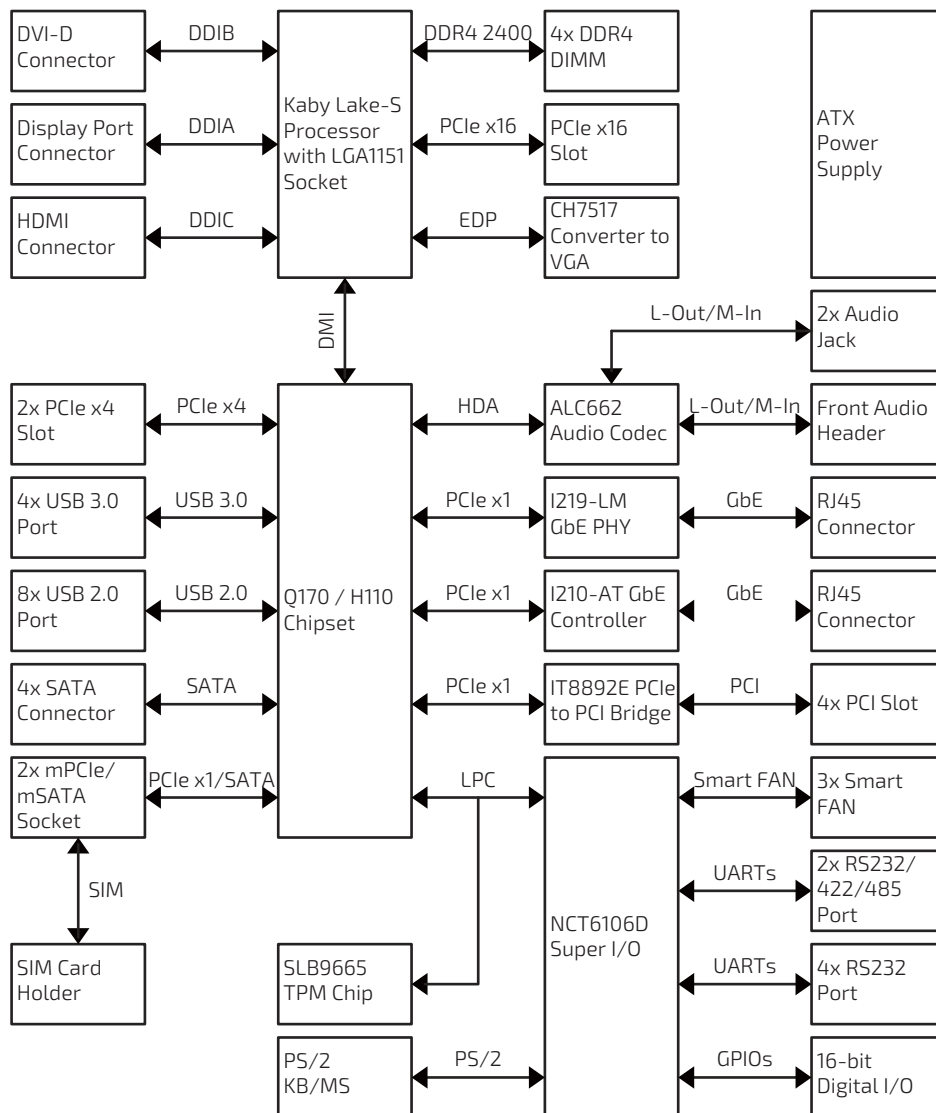 DVI-D
Connector
DDIB
Kaby Lake-S
Processor
with LGA1151
Socket
DDR4 2400
4x DDR4
DIMM
ATX
Power
Supply
Display Port
Connector
DDIA
PCIe x16
PCIe x16
Slot
HDMI
Connector
DDIC
EDP
CH7517
Converter to
VGA
DMI
L-Out/M-In
2x Audio
Jack
2x PCIe x4
Slot
PCIe x4
Q170 / H110
Chipset
HDA
ALC662
Audio Codec
L-Out/M-In
Front Audio
Header
4x USB 3.0
Port
USB 3.0
PCIe x1
I219-LM
GbE PHY
GbE
RJ45
Connector
8x USB 2.0
Port
USB 2.0
PCIe x1
I210-AT GbE
Controller
GbE
RJ45
Connector
4x SATA
Connector
SATA
PCIe x1
IT8892E PCIe
to PCI Bridge
PCI
4x PCI Slot
2x mPCIe/
mSATA
Socket
PCIe x1/SATA
LPC
NCT6106D
Super I/O
Smart FAN
3x Smart
FAN
SIM
UARTs
2x RS232/
422/485
Port
SIM Card
Holder
SLB9665
TPM Chip
UARTs
4x RS232
Port
PS/2
KB/MS
PS/2
GPIOs
16-bit
Digital I/O